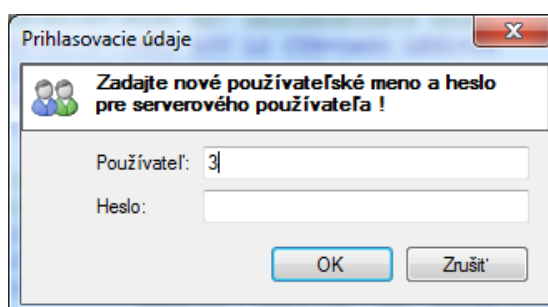 Prihlasovacie údaje
Zadajte nové používateľské meno a heslo
pre serverového používateľa !
Používateľ: 3
Heslo:
OK Zrušiť